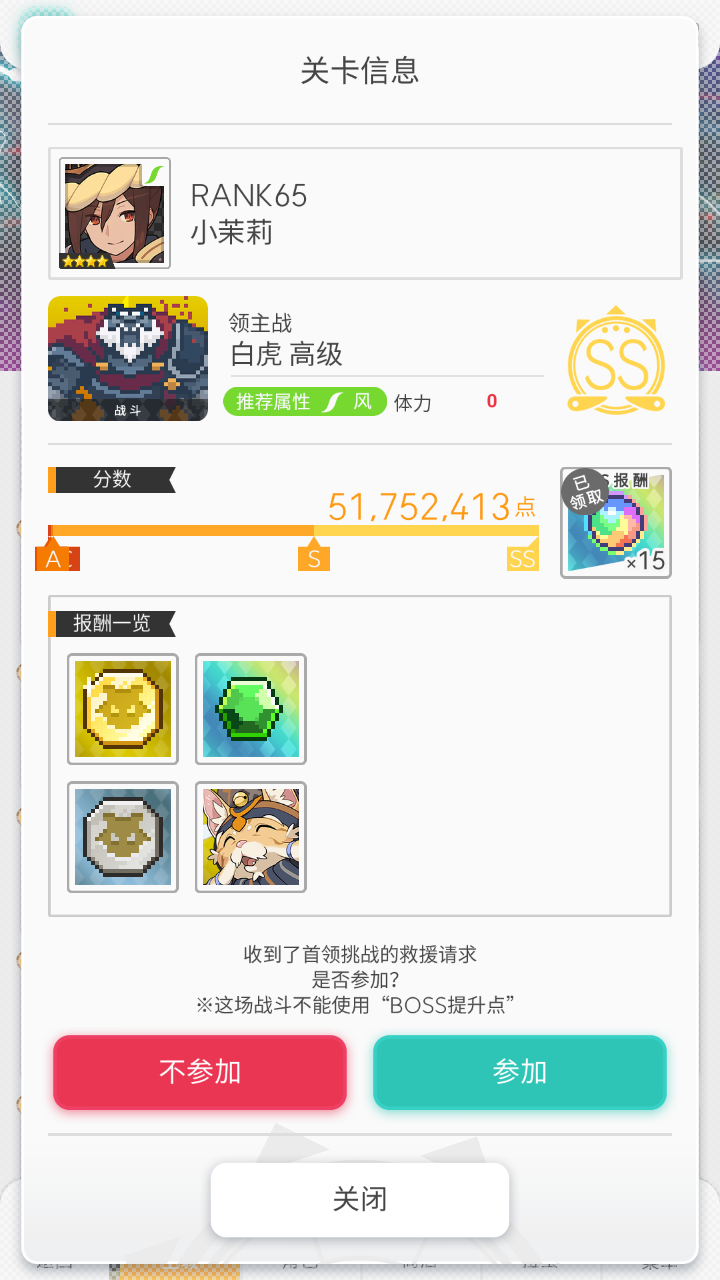 关卡信息
RANK65
小茉莉
领主战
白虎 高级
战斗
推荐属性 风 体力 0
SS
分数
51,752,413点
A
S
SS
已领取
报酬
×15
报酬一览
收到了首领挑战的救援请求
是否参加？
※这场战斗不能使用“BOSS提升点”
不参加
参加
关闭